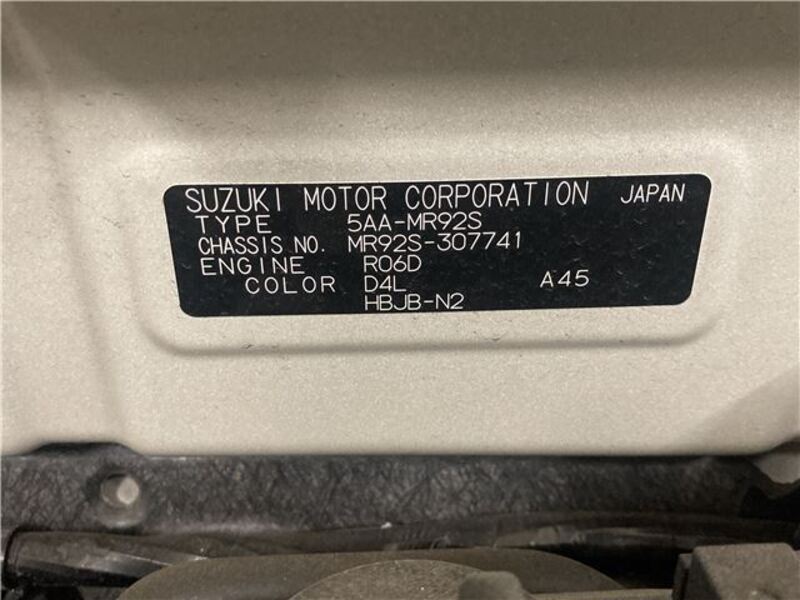 SUZUKI MOTOR CORPORATION JAPAN
TYPE 5AA-MR92S
CHASSIS NO. MR92S-307741
ENGINE R06D
COLOR D4L A45
HBJB-N2